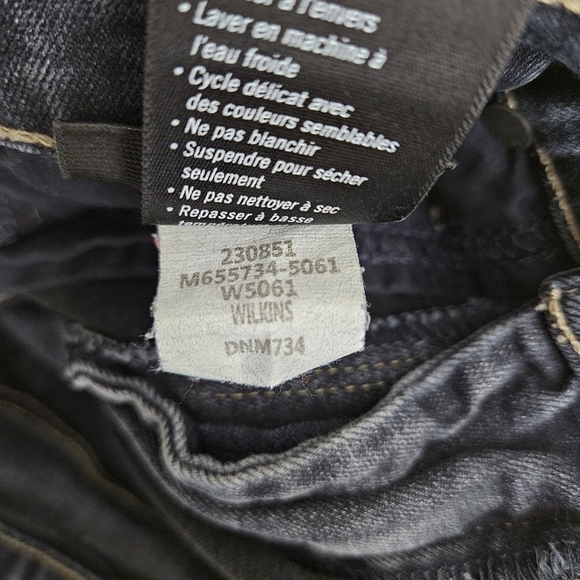 à l'envers
• Laver en machine à
l'eau froide
• Cycle délicat avec
des couleurs semblables
• Ne pas blanchir
• Suspendre pour sécher
seulement
• Ne pas nettoyer à sec
• Repasser à basse
230851
M655734-5061
W5061
WILKINS
DNM734